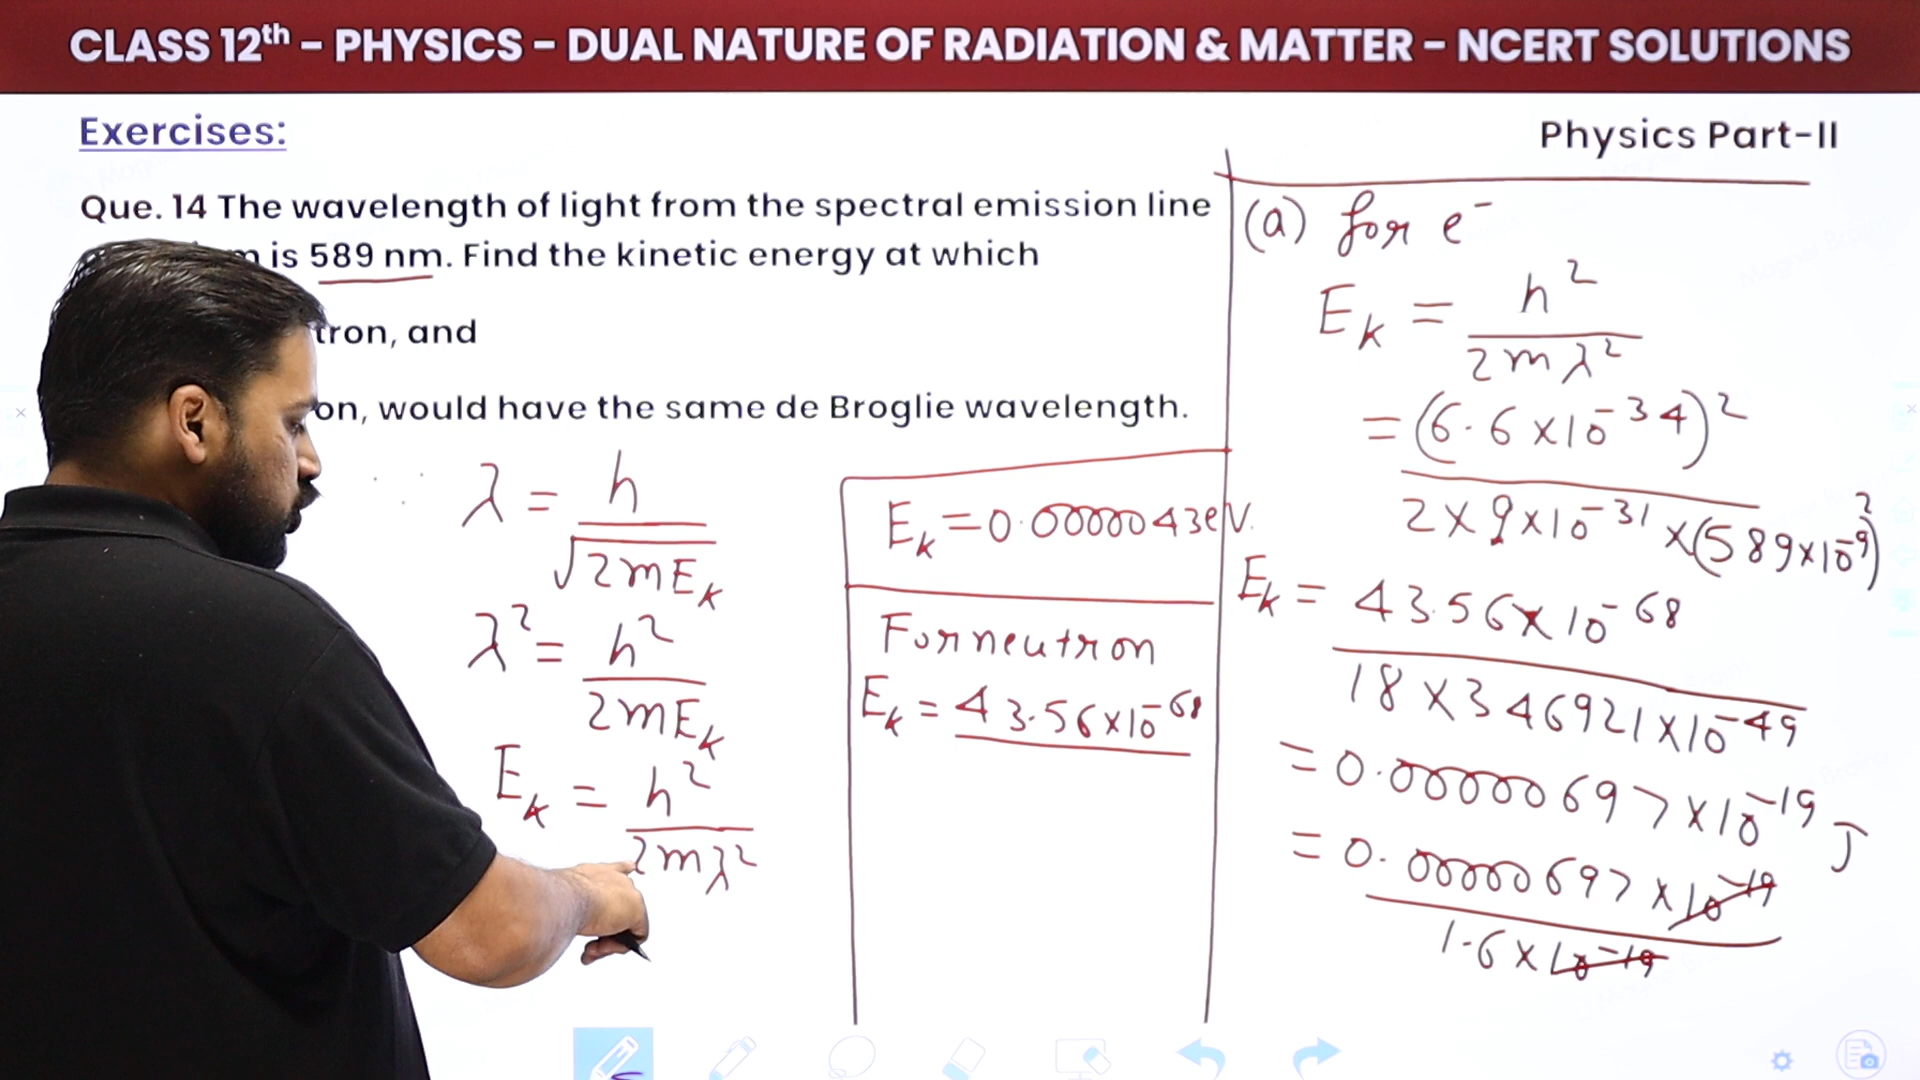 CLASS 12th – PHYSICS – DUAL NATURE OF RADIATION & MATTER – NCERT SOLUTIONS
Exercises:
Physics Part-II
Que. 14 The wavelength of light from the spectral emission line
is 589 nm. Find the kinetic energy at which
tron, and
on, would have the same de Broglie wavelength.
λ = h / √2mEₖ
λ² = h² / 2mEₖ
Eₖ = h² / 2mλ²
Eₖ = 0.0000043eV.
For neutron
Eₖ = 43.56×10⁻⁶⁸
(a) for e⁻
Eₖ = h² / 2mλ²
= (6.6×10⁻³⁴)² / 2×9×10⁻³¹×(589×10⁻⁹)²
Eₖ = 43.56×10⁻⁶⁸ / 18×346921×10⁻⁴⁹
= 0.00000697×10⁻¹⁹ J
= 0.00000697×10⁻¹⁹ / 1.6×10⁻¹⁹